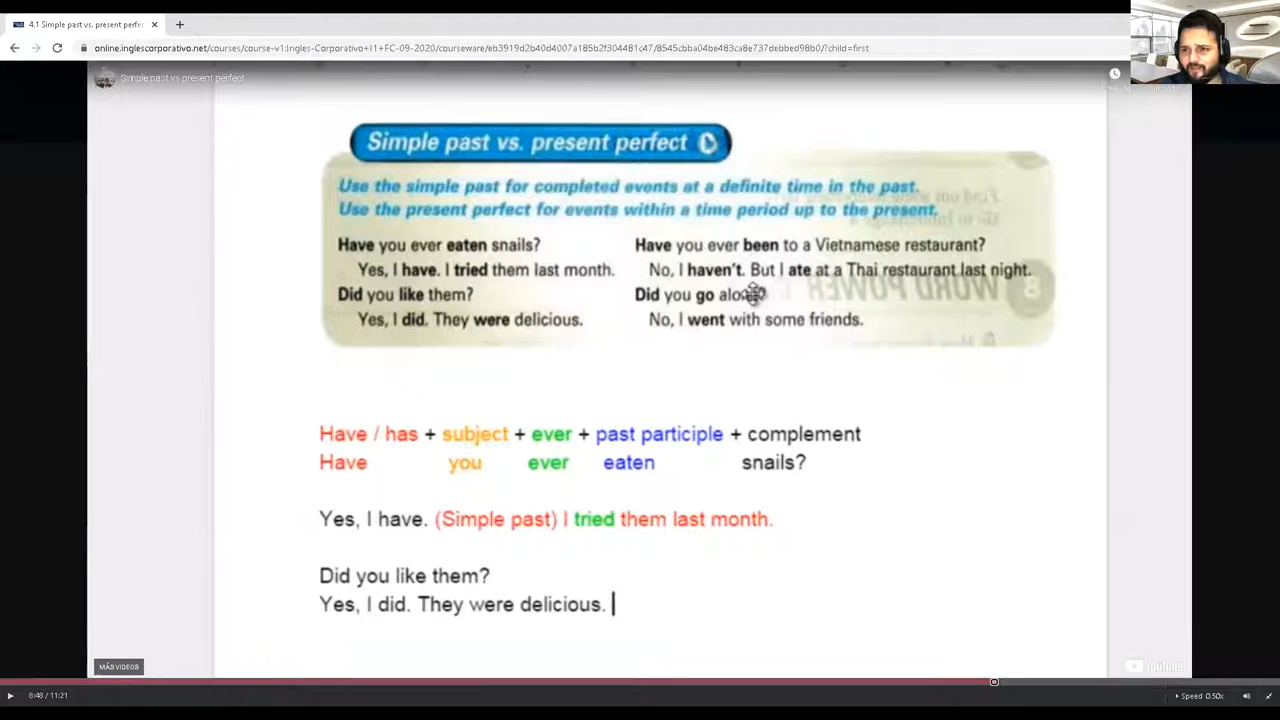 4.1 Simple past vs. present perfe
online.inglescorporativo.net/courses/course-v1:Ingles-Corporativo+I1+FC-09-2020/courseware/eb3919d2b40d4007a185b2f304481c47/8545cbba04be483ca8e737debbed98b0/?child=first
Simple past vs present perfect
Simple past vs. present perfect
Use the simple past for completed events at a definite time in the past.
Use the present perfect for events within a time period up to the present.
Have you ever eaten snails?
Yes, I have. I tried them last month.
Did you like them?
Yes, I did. They were delicious.
Have you ever been to a Vietnamese restaurant?
No, I haven't. But I ate at a Thai restaurant last night.
Did you go alone?
No, I went with some friends.
WORD POWER
Have / has + subject + ever + past participle + complement
Have you ever eaten snails?
Yes, I have. (Simple past) I tried them last month.
Did you like them?
Yes, I did. They were delicious.
MÁS VIDEOS
YouTube
8:48 / 11:21
Speed 0.50x